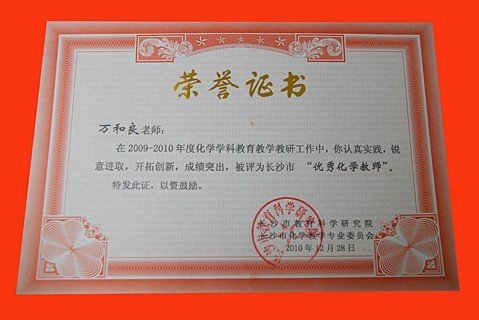 荣誉证书
万和良老师：
在2009-2010年度化学学科教育教学教研工作中，你认真实践，锐
意进取，开拓创新，成绩突出，被评为长沙市“优秀化学教师”。
特发此证，以资鼓励。
长沙市教育科学研究院
长沙市化学教学专业委员会
2010年12月28日